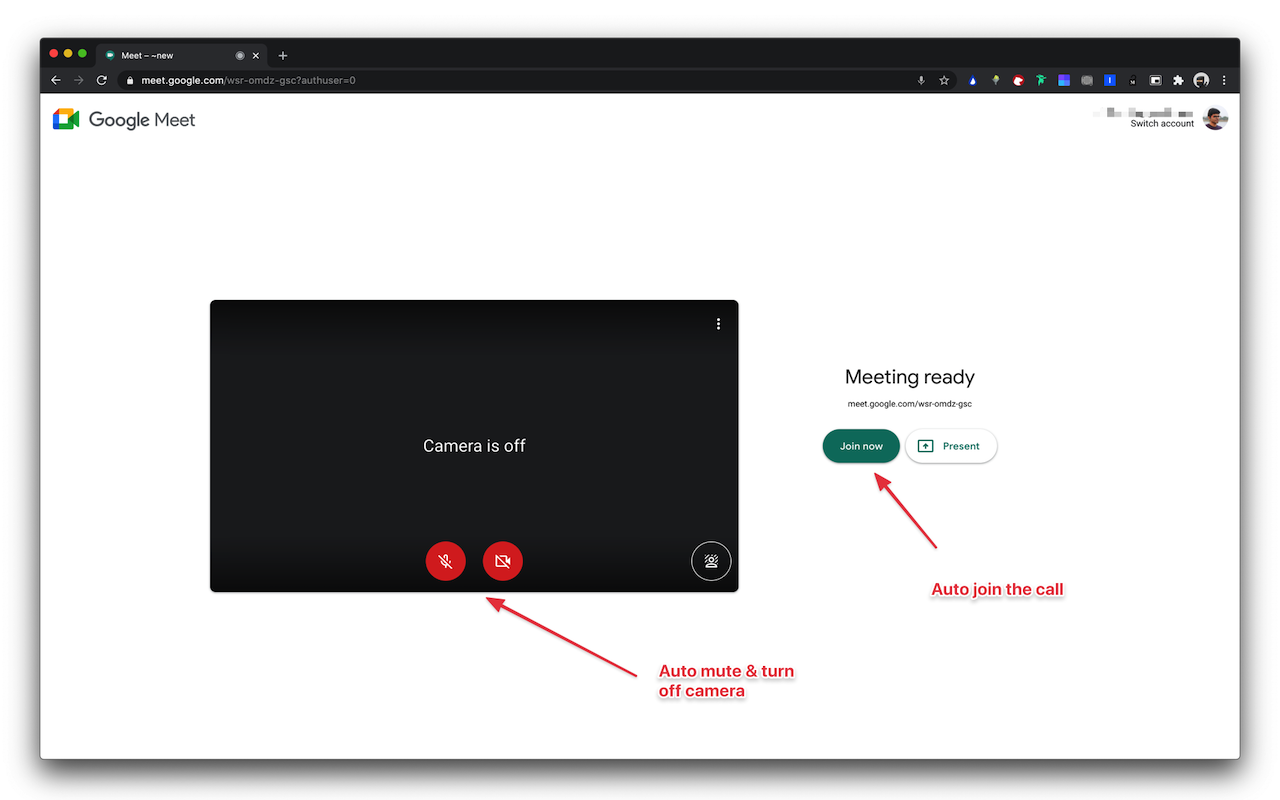 Meet – ~new
meet.google.com/wsr-omdz-gsc?authuser=0
Google Meet
Switch account
Meeting ready
meet.google.com/wsr-omdz-gsc
Camera is off
Join now
Present
Auto join the call
Auto mute & turn
off camera